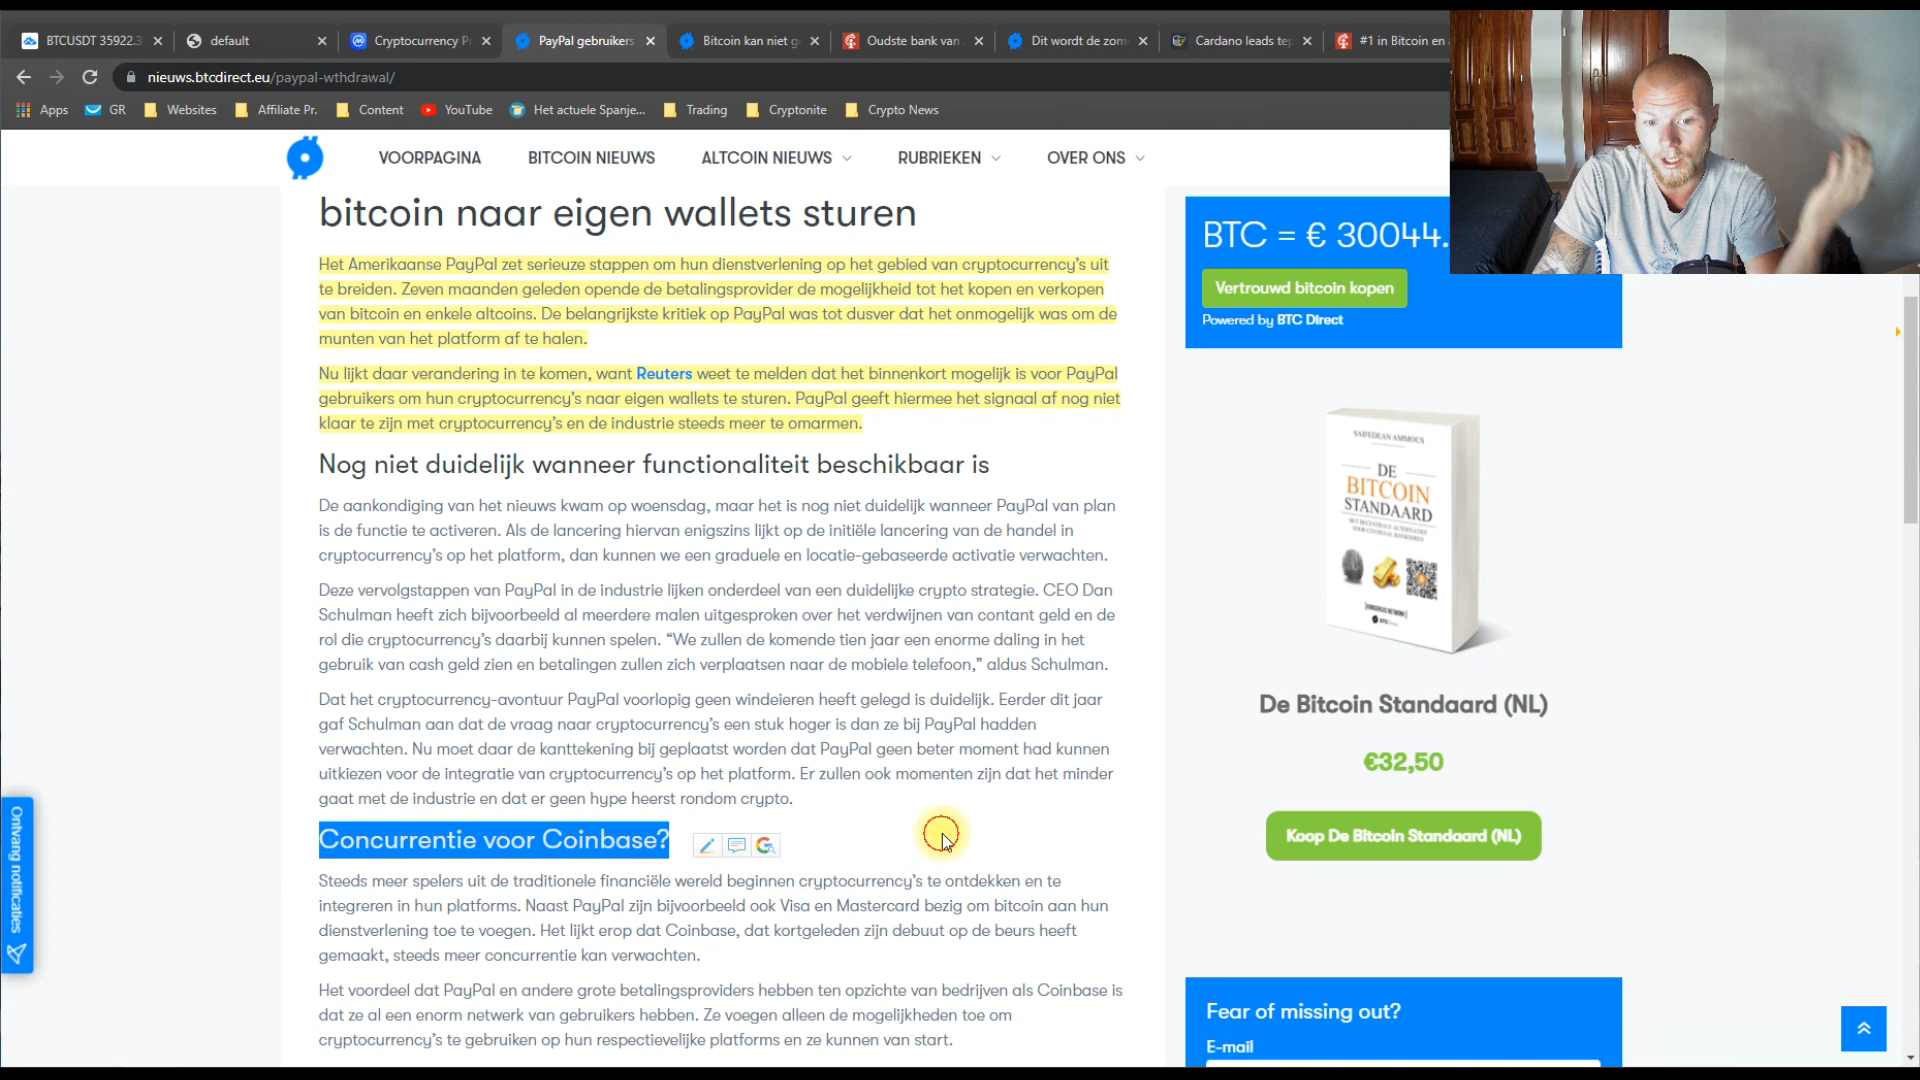 BTCUSDT 35922.
default
Cryptocurrency P
PayPal gebruikers
Bitcoin kan niet g
Oudste bank van
Dit wordt de zom
Cardano leads te
#1 in Bitcoin en
nieuws.btcdirect.eu/paypal-wthdrawal/
Apps
GR
Websites
Affiliate Pr.
Content
YouTube
Het actuele Spanje...
Trading
Cryptonite
Crypto News
VOORPAGINA
BITCOIN NIEUWS
ALTCOIN NIEUWS
RUBRIEKEN
OVER ONS
bitcoin naar eigen wallets sturen
Het Amerikaanse PayPal zet serieuze stappen om hun dienstverlening op het gebied van cryptocurrency's uit
te breiden. Zeven maanden geleden opende de betalingsprovider de mogelijkheid tot het kopen en verkopen
van bitcoin en enkele altcoins. De belangrijkste kritiek op PayPal was tot dusver dat het onmogelijk was om de
munten van het platform af te halen.
Nu lijkt daar verandering in te komen, want Reuters weet te melden dat het binnenkort mogelijk is voor PayPal
gebruikers om hun cryptocurrency's naar eigen wallets te sturen. PayPal geeft hiermee het signaal af nog niet
klaar te zijn met cryptocurrency's en de industrie steeds meer te omarmen.
Nog niet duidelijk wanneer functionaliteit beschikbaar is
De aankondiging van het nieuws kwam op woensdag, maar het is nog niet duidelijk wanneer PayPal van plan
is de functie te activeren. Als de lancering hiervan enigszins lijkt op de initiële lancering van de handel in
cryptocurrency's op het platform, dan kunnen we een graduele en locatie-gebaseerde activatie verwachten.
Deze vervolgstappen van PayPal in de industrie lijken onderdeel van een duidelijke crypto strategie. CEO Dan
Schulman heeft zich bijvoorbeeld al meerdere malen uitgesproken over het verdwijnen van contant geld en de
rol die cryptocurrency's daarbij kunnen spelen. "We zullen de komende tien jaar een enorme daling in het
gebruik van cash geld zien en betalingen zullen zich verplaatsen naar de mobiele telefoon," aldus Schulman.
Dat het cryptocurrency-avontuur PayPal voorlopig geen windeieren heeft gelegd is duidelijk. Eerder dit jaar
gaf Schulman aan dat de vraag naar cryptocurrency's een stuk hoger is dan ze bij PayPal hadden
verwachten. Nu moet daar de kanttekening bij geplaatst worden dat PayPal geen beter moment had kunnen
uitkiezen voor de integratie van cryptocurrency's op het platform. Er zullen ook momenten zijn dat het minder
gaat met de industrie en dat er geen hype heerst rondom crypto.
Concurrentie voor Coinbase?
Steeds meer spelers uit de traditionele financiële wereld beginnen cryptocurrency's te ontdekken en te
integreren in hun platforms. Naast PayPal zijn bijvoorbeeld ook Visa en Mastercard bezig om bitcoin aan hun
dienstverlening toe te voegen. Het lijkt erop dat Coinbase, dat kortgeleden zijn debuut op de beurs heeft
gemaakt, steeds meer concurrentie kan verwachten.
Het voordeel dat PayPal en andere grote betalingsproviders hebben ten opzichte van bedrijven als Coinbase is
dat ze al een enorm netwerk van gebruikers hebben. Ze voegen alleen de mogelijkheden toe om
cryptocurrency's te gebruiken op hun respectievelijke platforms en ze kunnen van start.
Ontvang notificaties
BTC = € 30044.
Vertrouwd bitcoin kopen
Powered by BTC Direct
SAIFEDEAN AMMOUS
DE
BITCOIN
STANDAARD
De Bitcoin Standaard (NL)
€32,50
Koop De Bitcoin Standaard (NL)
Fear of missing out?
E-mail